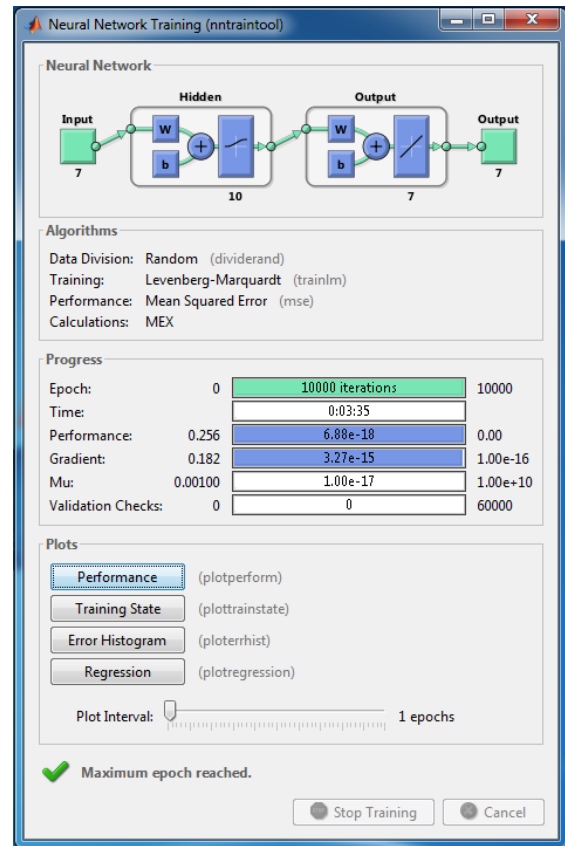 Neural Network Training (nntraintool)
Neural Network
Hidden Output
Input Output
W W
b b
+ +
7 10 7 7
Algorithms
Data Division: Random (dividerand)
Training: Levenberg-Marquardt (trainlm)
Performance: Mean Squared Error (mse)
Calculations: MEX
Progress
Epoch: 0 10000 iterations 10000
Time: 0:03:35
Performance: 0.256 6.88e-18 0.00
Gradient: 0.182 3.27e-15 1.00e-16
Mu: 0.00100 1.00e-17 1.00e+10
Validation Checks: 0 0 60000
Plots
Performance (plotperform)
Training State (plottrainstate)
Error Histogram (ploterrhist)
Regression (plotregression)
Plot Interval: 1 epochs
Maximum epoch reached.
Stop Training Cancel